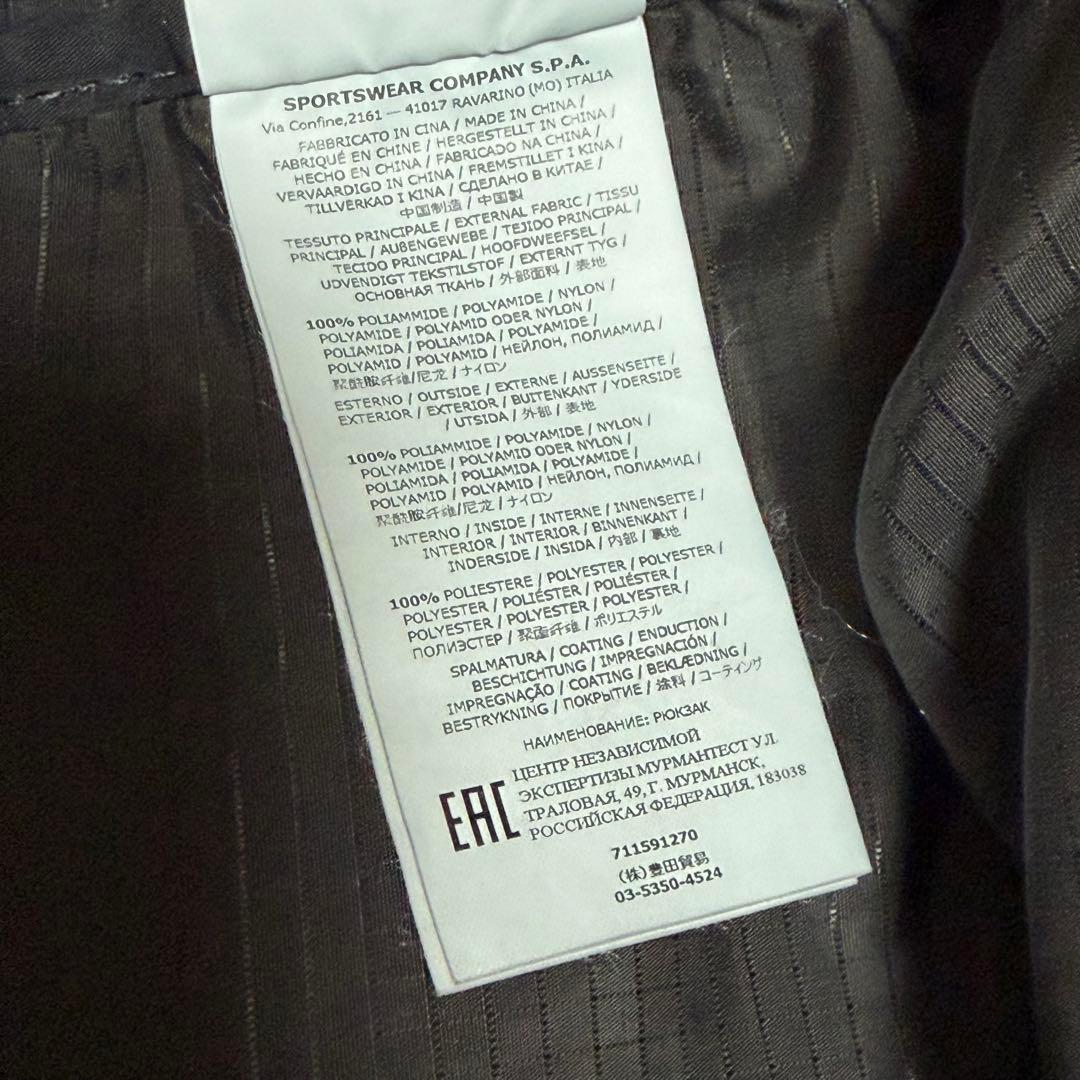 SPORTSWEAR COMPANY S.P.A.
Via Confine,2161 — 41017 RAVARINO (MO) ITALIA
FABBRICATO IN CINA / MADE IN CHINA /
FABRIQUÉ EN CHINE / HERGESTELLT IN CHINA /
HECHO EN CHINA / FABRICADO NA CHINA /
VERVAARDIGD IN CHINA / FREMSTILLET I KINA /
TILLVERKAD I KINA / СДЕЛАНО В КИТАЕ /
中国制造 / 中国製
TESSUTO PRINCIPALE / EXTERNAL FABRIC / TISSU
PRINCIPAL / AUßENGEWEBE / TEJIDO PRINCIPAL /
TECIDO PRINCIPAL / HOOFDWEEFSEL /
UDVENDIGT TEKSTILSTOF / EXTERNT TYG /
ОСНОВНАЯ ТКАНЬ / 外部面料 / 表地
100% POLIAMMIDE / POLYAMIDE / NYLON /
POLYAMIDE / POLYAMID ODER NYLON /
POLIAMIDA / POLIAMIDA / POLYAMIDE /
POLYAMID / POLYAMID / НЕЙЛОН, ПОЛИАМИД /
聚酰胺纤维/尼龙 / ナイロン
ESTERNO / OUTSIDE / EXTERNE / AUSSENSEITE /
EXTERIOR / EXTERIOR / BUITENKANT / YDERSIDE
/ UTSIDA / 外部 / 表地
100% POLIAMMIDE / POLYAMIDE / NYLON /
POLYAMIDE / POLYAMID ODER NYLON /
POLIAMIDA / POLIAMIDA / POLYAMIDE /
POLYAMID / POLYAMID / НЕЙЛОН, ПОЛИАМИД /
聚酰胺纤维/尼龙 / ナイロン
INTERNO / INSIDE / INTERNE / INNENSEITE /
INTERIOR / INTERIOR / BINNENKANT /
INDERSIDE / INSIDA / 内部 / 裏地
100% POLIESTERE / POLYESTER / POLYESTER /
POLYESTER / POLIÉSTER / POLIÉSTER /
POLYESTER / POLYESTER / POLYESTER /
ПОЛИЭСТЕР / 聚酯纤维 / ポリエステル
SPALMATURA / COATING / ENDUCTION /
BESCHICHTUNG / IMPREGNACIÓN /
IMPREGNAÇÃO / COATING / BEKLÆDNING /
BESTRYKNING / ПОКРЫТИЕ / 涂料 / コーティング
НАИМЕНОВАНИЕ: РЮКЗАК
EAC
ЦЕНТР НЕЗАВИСИМОЙ
ЭКСПЕРТИЗЫ МУРМАНТЕСТ УЛ.
ТРАЛОВАЯ, 49, Г. МУРМАНСК,
РОССИЙСКАЯ ФЕДЕРАЦИЯ, 183038
711591270
(株)豊田貿易
03-5350-4524